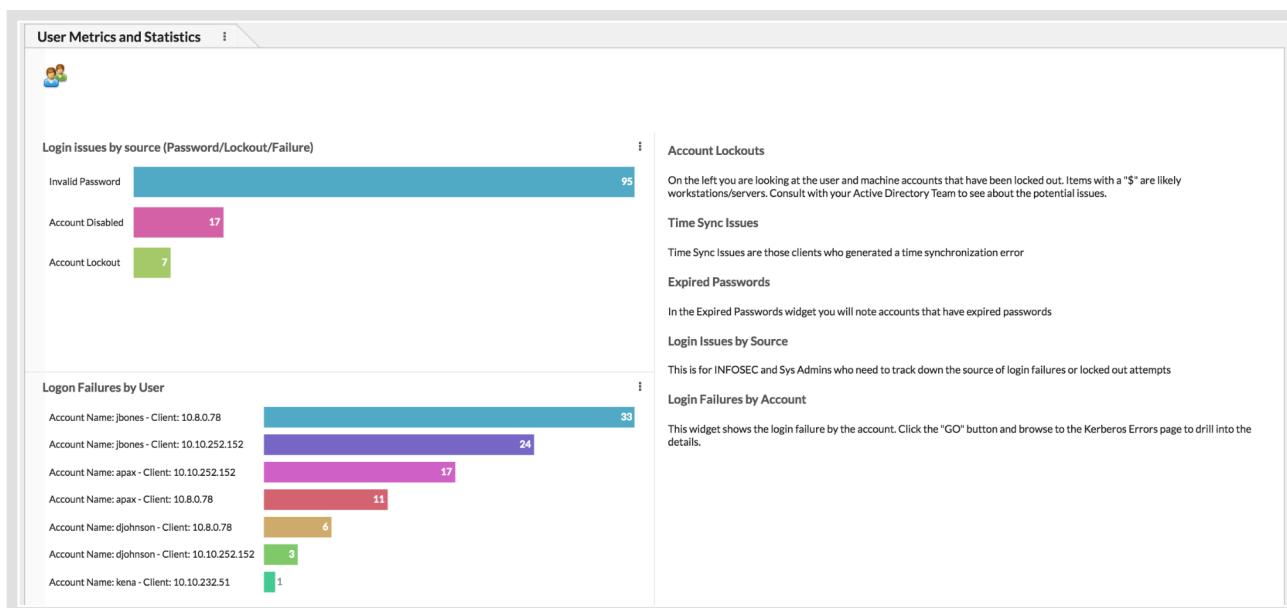 User Metrics and Statistics
Login issues by source (Password/Lockout/Failure)
Invalid Password 95
Account Disabled 17
Account Lockout 7
Logon Failures by User
Account Name: jbones - Client: 10.8.0.78 33
Account Name: jbones - Client: 10.10.252.152 24
Account Name: apax - Client: 10.10.252.152 17
Account Name: apax - Client: 10.8.0.78 11
Account Name: djohnson - Client: 10.8.0.78 6
Account Name: djohnson - Client: 10.10.252.152 3
Account Name: kena - Client: 10.10.232.51 1
Account Lockouts
On the left you are looking at the user and machine accounts that have been locked out. Items with a "$" are likely
workstations/servers. Consult with your Active Directory Team to see about the potential issues.
Time Sync Issues
Time Sync Issues are those clients who generated a time synchronization error
Expired Passwords
In the Expired Passwords widget you will note accounts that have expired passwords
Login Issues by Source
This is for INFOSEC and Sys Admins who need to track down the source of login failures or locked out attempts
Login Failures by Account
This widget shows the login failure by the account. Click the "GO" button and browse to the Kerberos Errors page to drill into the
details.